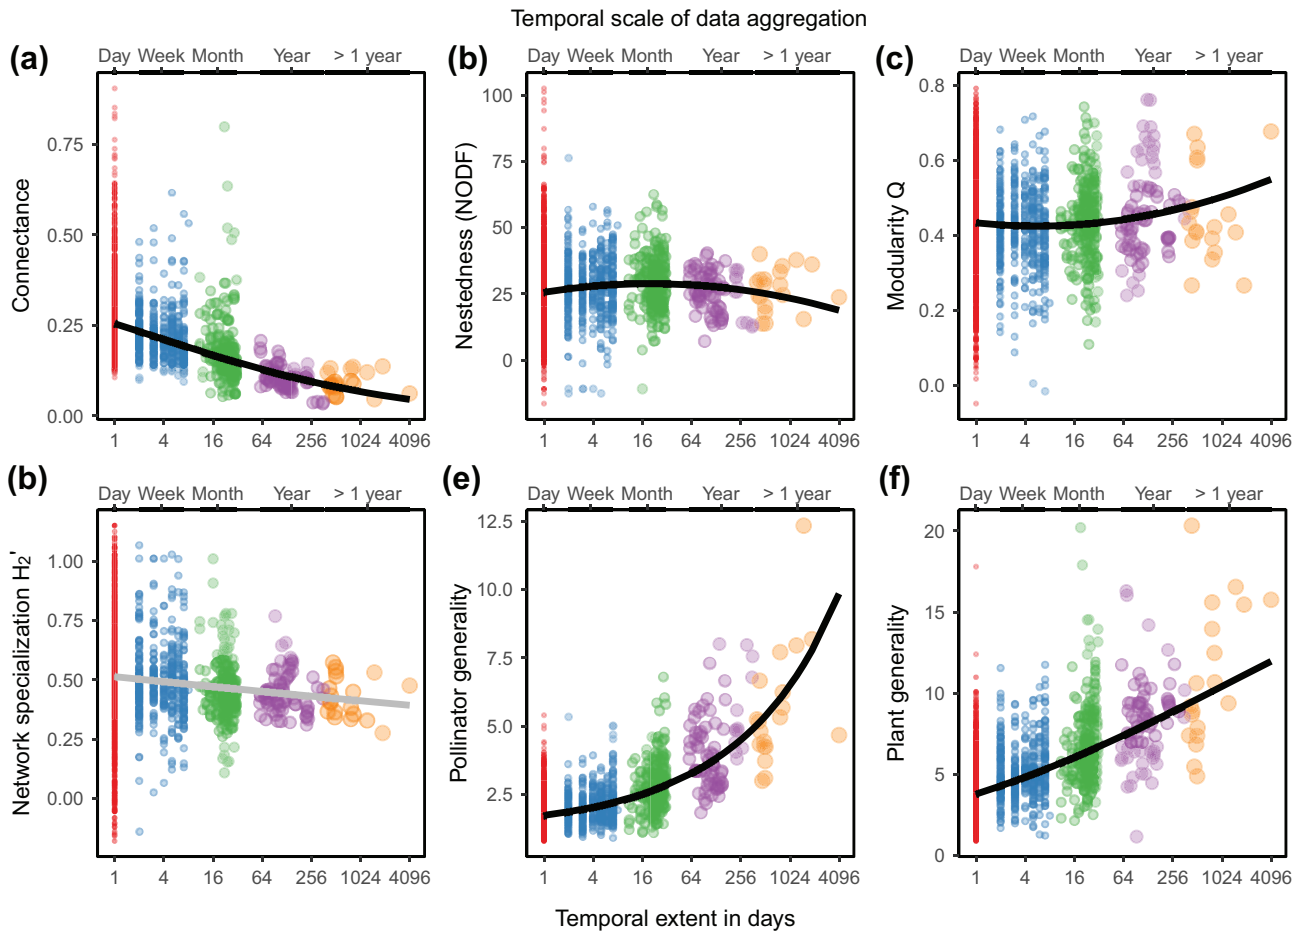 Temporal scale of data aggregation
(a)
Day Week Month Year > 1 year
Connectance
0.75
0.50
0.25
0.00
1 4 16 64 256 1024 4096
(b)
Day Week Month Year > 1 year
Nestedness (NODF)
100
75
50
25
0
1 4 16 64 256 1024 4096
(c)
Day Week Month Year > 1 year
Modularity Q
0.8
0.6
0.4
0.2
0.0
1 4 16 64 256 1024 4096
(b)
Day Week Month Year > 1 year
Network specialization H2'
1.00
0.75
0.50
0.25
0.00
1 4 16 64 256 1024 4096
(e)
Day Week Month Year > 1 year
Pollinator generality
12.5
10.0
7.5
5.0
2.5
1 4 16 64 256 1024 4096
(f)
Day Week Month Year > 1 year
Plant generality
20
15
10
5
0
1 4 16 64 256 1024 4096
Temporal extent in days